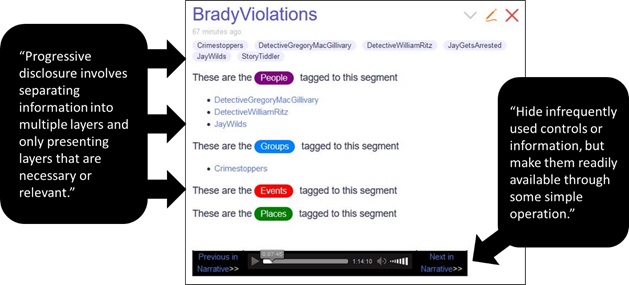 BradyViolations
67 minutes ago
Crimestoppers DetectiveGregoryMacGillivary DetectiveWilliamRitz JayGetsArrested
JayWilds StoryTiddler
These are the People tagged to this segment
DetectiveGregoryMacGillivary
DetectiveWilliamRitz
JayWilds
These are the Groups tagged to this segment
Crimestoppers
These are the Events tagged to this segment
These are the Places tagged to this segment
Previous in
Narrative>>
0:07:40
1:14:10
Next in
Narrative>>
“Progressive
disclosure involves
separating
information into
multiple layers and
only presenting
layers that are
necessary or
relevant.”
“Hide infrequently
used controls or
information, but
make them readily
available through
some simple
operation.”